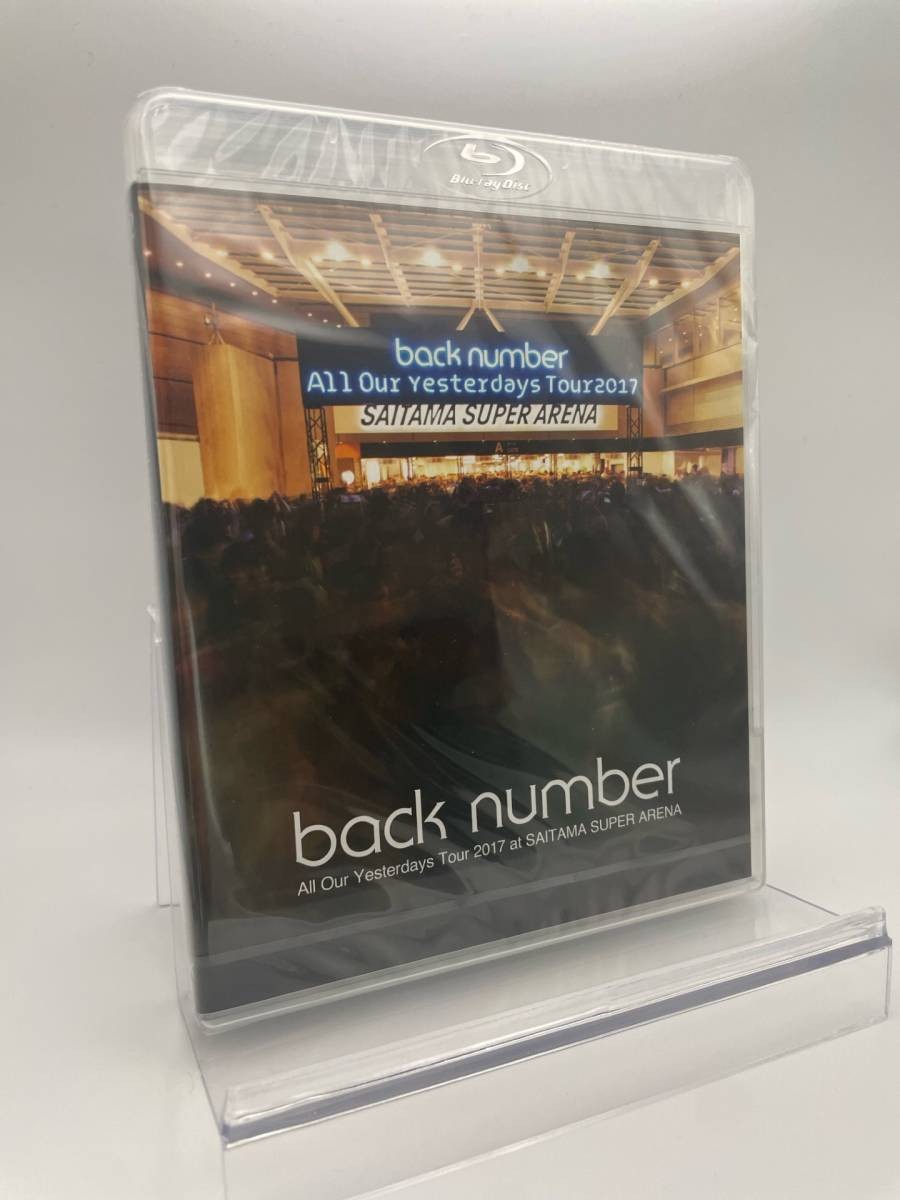 Blu-ray Disc
back number
All Our Yesterdays Tour2017
SAITAMA SUPER ARENA
A
back number
All Our Yesterdays Tour 2017 at SAITAMA SUPER ARENA